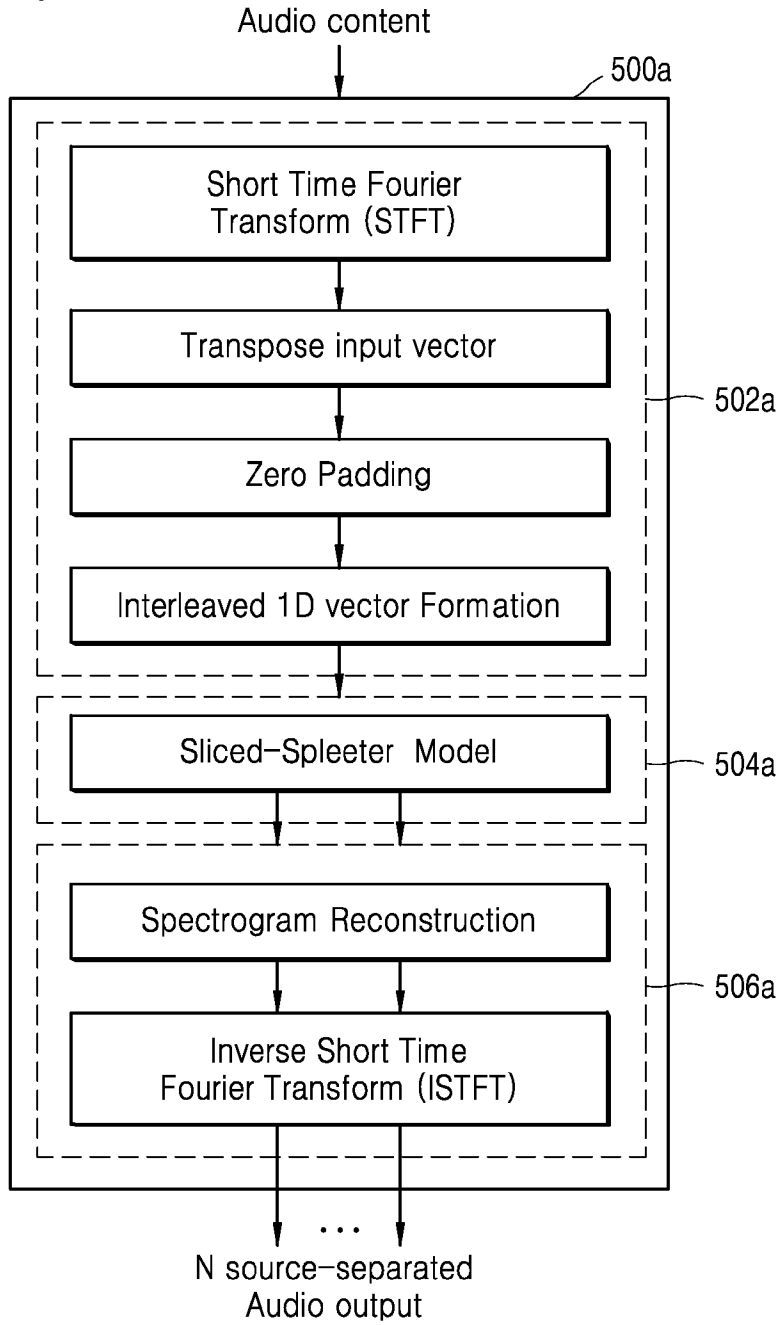 Audio content
500a
Short Time Fourier
Transform (STFT)
Transpose input vector
502a
Zero Padding
Interleaved 1D vector Formation
Sliced-Spleeter Model
504a
Spectrogram Reconstruction
506a
Inverse Short Time
Fourier Transform (ISTFT)
...
N source-separated
Audio output